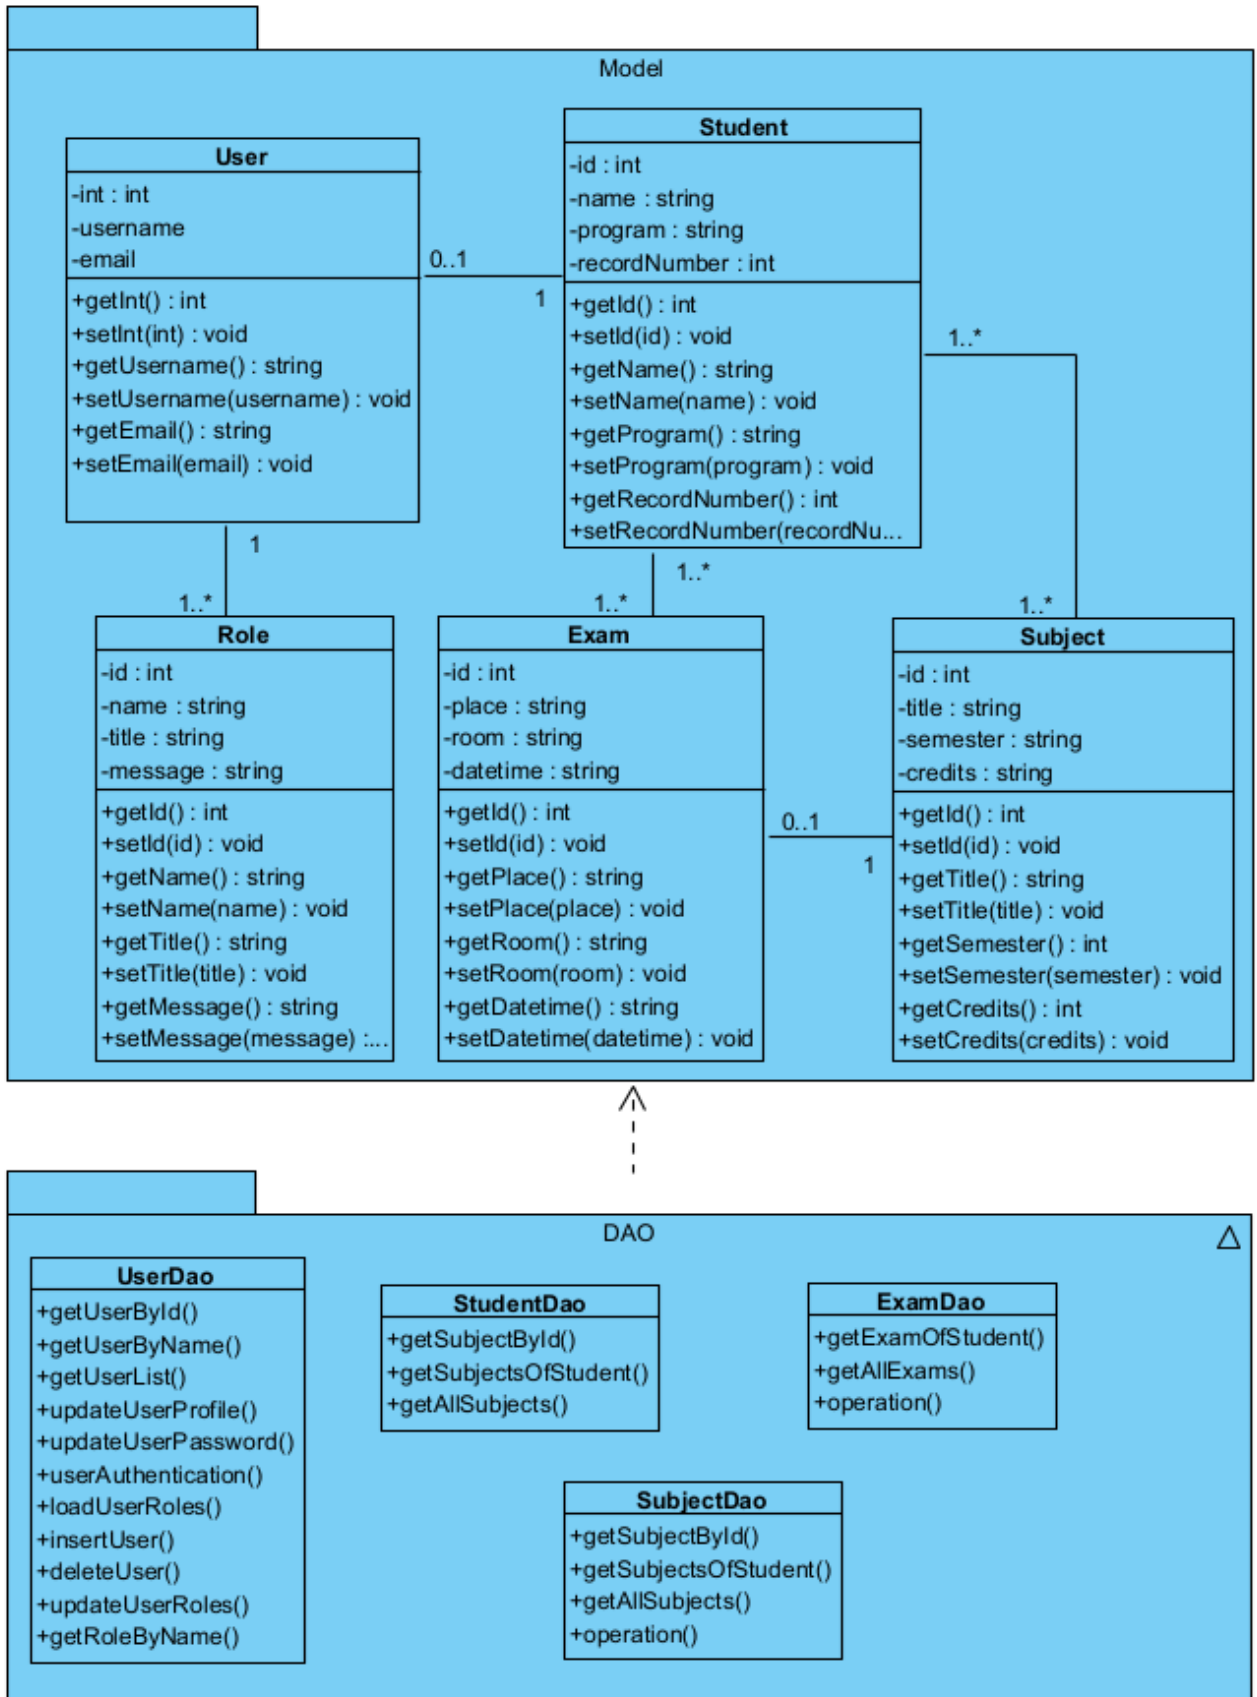 Model
User
-int : int
-username
-email
+getInt() : int
+setInt(int) : void
+getUsername() : string
+setUsername(username) : void
+getEmail() : string
+setEmail(email) : void
0..1
1
Student
-id : int
-name : string
-program : string
-recordNumber : int
+getId() : int
+setId(id) : void
+getName() : string
+setName(name) : void
+getProgram() : string
+setProgram(program) : void
+getRecordNumber() : int
+setRecordNumber(recordNu...
1..*
1
1..*
1..*
1..*
1..*
Role
-id : int
-name : string
-title : string
-message : string
+getId() : int
+setId(id) : void
+getName() : string
+setName(name) : void
+getTitle() : string
+setTitle(title) : void
+getMessage() : string
+setMessage(message) :...
Exam
-id : int
-place : string
-room : string
-datetime : string
+getId() : int
+setId(id) : void
+getPlace() : string
+setPlace(place) : void
+getRoom() : string
+setRoom(room) : void
+getDatetime() : string
+setDatetime(datetime) : void
0..1
1
Subject
-id : int
-title : string
-semester : string
-credits : string
+getId() : int
+setId(id) : void
+getTitle() : string
+setTitle(title) : void
+getSemester() : int
+setSemester(semester) : void
+getCredits() : int
+setCredits(credits) : void
DAO
UserDao
+getUserById()
+getUserByName()
+getUserList()
+updateUserProfile()
+updateUserPassword()
+userAuthentication()
+loadUserRoles()
+insertUser()
+deleteUser()
+updateUserRoles()
+getRoleByName()
StudentDao
+getSubjectById()
+getSubjectsOfStudent()
+getAllSubjects()
ExamDao
+getExamOfStudent()
+getAllExams()
+operation()
SubjectDao
+getSubjectById()
+getSubjectsOfStudent()
+getAllSubjects()
+operation()